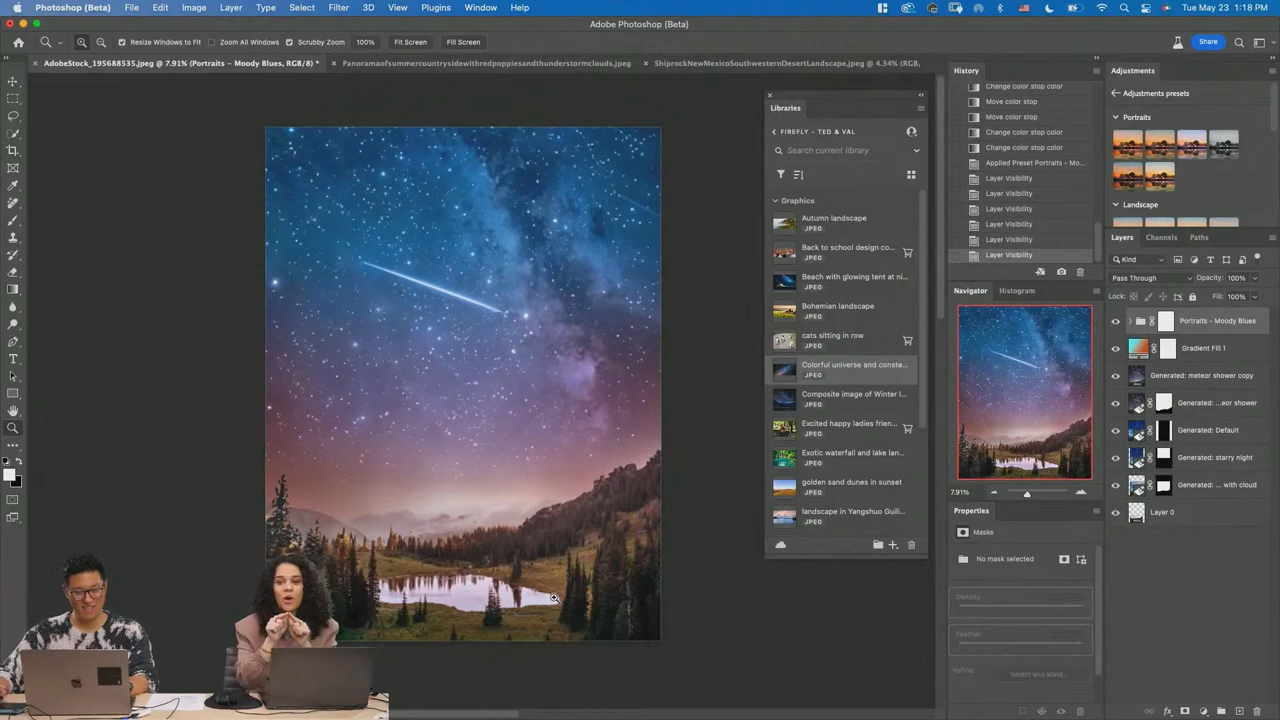 Photoshop (Beta) File Edit Image Layer Type Select Filter 3D View Plugins Window Help
Tue May 23 1:18 PM
Adobe Photoshop (Beta)
Resize Windows to Fit Zoom All Windows Scrubby Zoom 100% Fit Screen Fill Screen
Share
AdobeStock_195688535.jpeg @ 7.91% (Portraits – Moody Blues, RGB/8) *
PanoramaofsummercountrysidewithredpoppiesandthunderstormcIouds.jpeg
ShiprockNewMexicoSouthwesternDesertLandscape.jpeg @ 4.34% (RGB,
Libraries
FIREFLY - TED & VAL
Search current library
Graphics
Autumn landscape
JPEG
Back to school design co...
JPEG
Beach with glowing tent at ni...
JPEG
Bohemian landscape
JPEG
cats sitting in row
JPEG
Colorful universe and conste...
JPEG
Composite image of Winter l...
JPEG
Excited happy ladies frien...
JPEG
Exotic waterfall and lake lan...
JPEG
golden sand dunes in sunset
JPEG
landscape in Yangshuo Guili...
JPEG
History
Change color stop color
Move color stop
Move color stop
Change color stop color
Change color stop color
Applied Preset Portraits - Mo...
Layer Visibility
Layer Visibility
Layer Visibility
Layer Visibility
Layer Visibility
Layer Visibility
Navigator Histogram
7.91%
Properties
Masks
No mask selected
Density:
Feather:
Refine:
Select and Mask...
Adjustments
Adjustments presets
Portraits
Landscape
Layers Channels Paths
Kind
Pass Through Opacity: 100%
Lock: Fill: 100%
Portraits – Moody Blues
Gradient Fill 1
Generated: meteor shower copy
Generated: ...eor shower
Generated: Default
Generated: starry night
Generated: ... with cloud
Layer 0